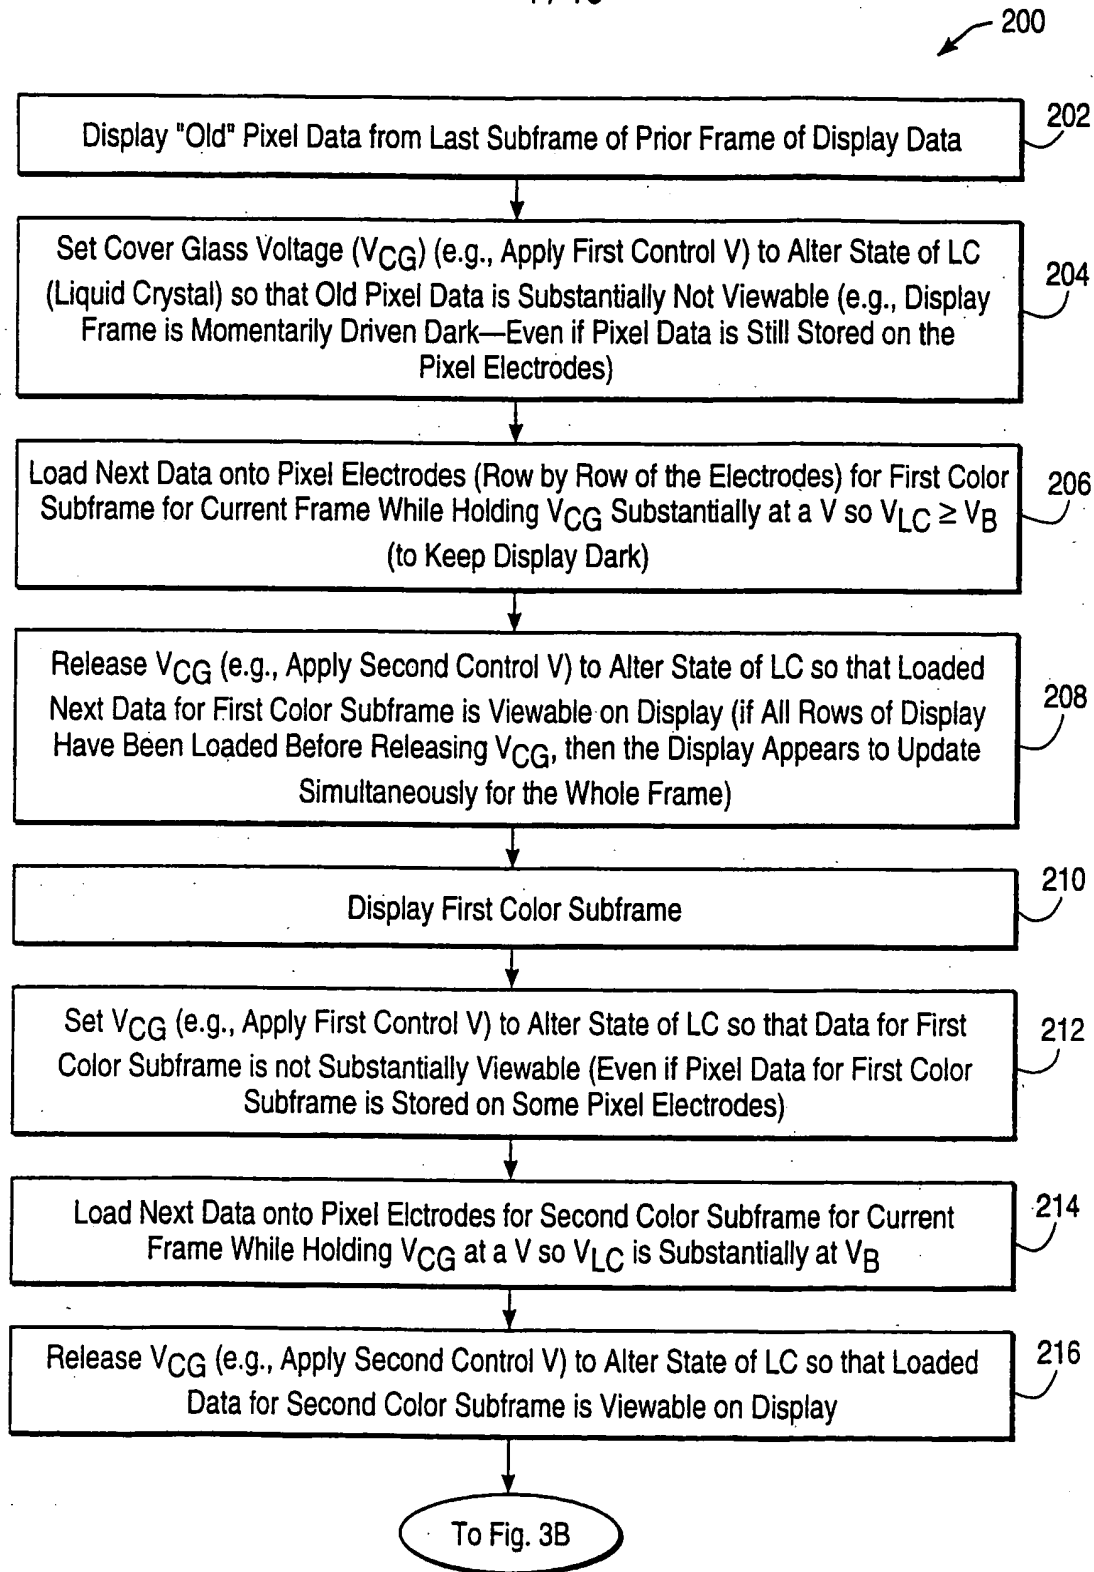 200
Display "Old" Pixel Data from Last Subframe of Prior Frame of Display Data
202
Set Cover Glass Voltage (VCG) (e.g., Apply First Control V) to Alter State of LC
(Liquid Crystal) so that Old Pixel Data is Substantially Not Viewable (e.g., Display
Frame is Momentarily Driven Dark—Even if Pixel Data is Still Stored on the
Pixel Electrodes)
204
Load Next Data onto Pixel Electrodes (Row by Row of the Electrodes) for First Color
Subframe for Current Frame While Holding VCG Substantially at a V so VLC ≥ VB
(to Keep Display Dark)
206
Release VCG (e.g., Apply Second Control V) to Alter State of LC so that Loaded
Next Data for First Color Subframe is Viewable on Display (if All Rows of Display
Have Been Loaded Before Releasing VCG, then the Display Appears to Update
Simultaneously for the Whole Frame)
208
Display First Color Subframe
210
Set VCG (e.g., Apply First Control V) to Alter State of LC so that Data for First
Color Subframe is not Substantially Viewable (Even if Pixel Data for First Color
Subframe is Stored on Some Pixel Electrodes)
212
Load Next Data onto Pixel Elctrodes for Second Color Subframe for Current
Frame While Holding VCG at a V so VLC is Substantially at VB
214
Release VCG (e.g., Apply Second Control V) to Alter State of LC so that Loaded
Data for Second Color Subframe is Viewable on Display
216
To Fig. 3B